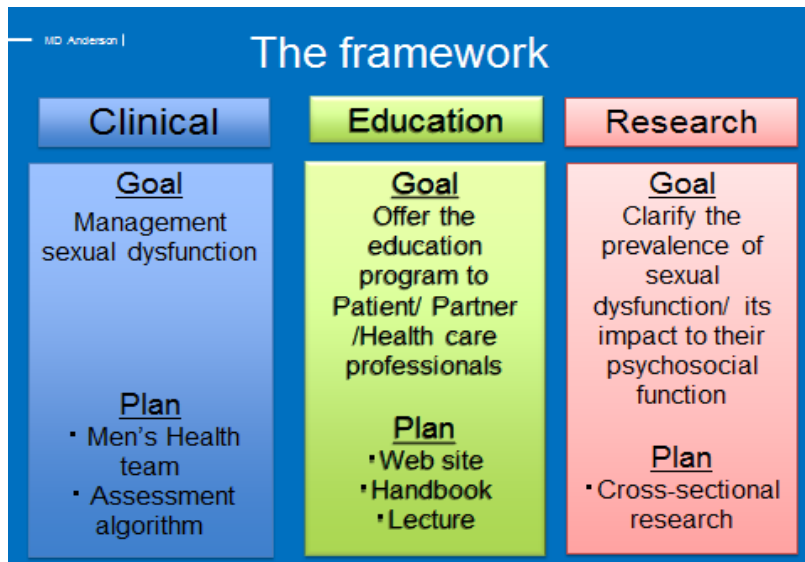 MD Anderson
The framework
Clinical
Goal
Management
sexual dysfunction
Plan
· Men's Health
team
· Assessment
algorithm
Education
Goal
Offer the
education
program to
Patient/ Partner
/Health care
professionals
Plan
·Web site
·Handbook
·Lecture
Research
Goal
Clarify the
prevalence of
sexual
dysfunction/ its
impact to their
psychosocial
function
Plan
·Cross-sectional
research